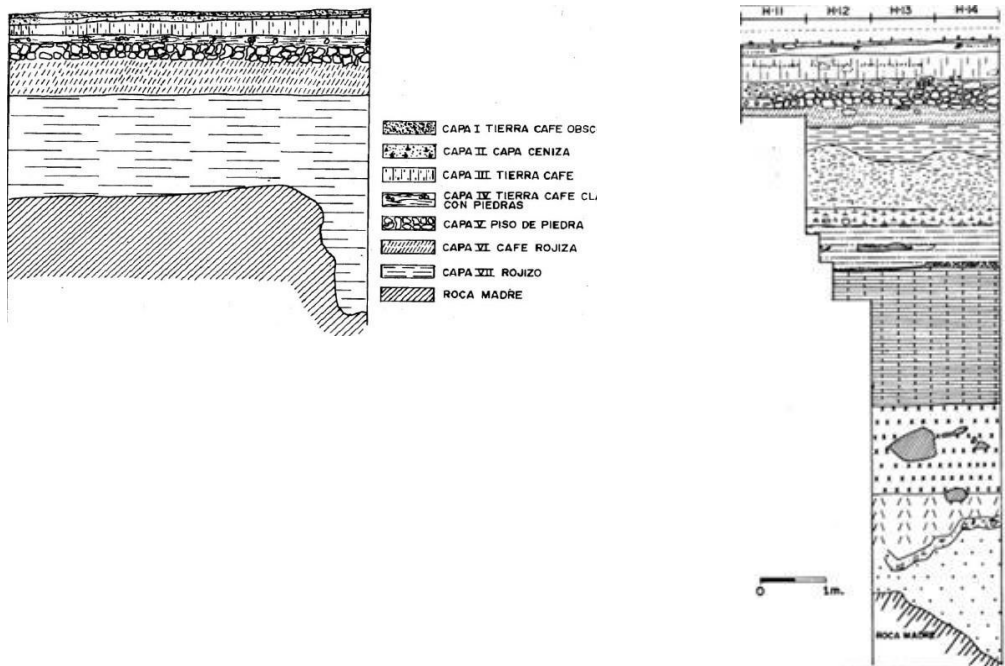 CAPA I TIERRA CAFE OBSC
CAPA II CAPA CENIZA
CAPA III TIERRA CAFE
CAPA IV TIERRA CAFE CL
CON PIEDRAS
CAPA V PISO DE PIEDRA
CAPA VI CAFE ROJIZA
CAPA VII ROJIZO
ROCA MADRE
H-11 H-12 H-13 H-14
0 1m.
ROCA MADRE